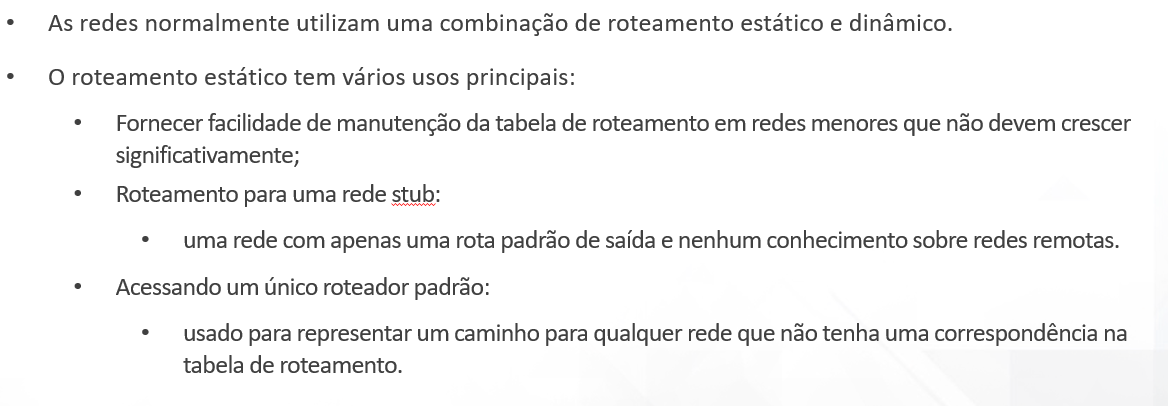 • As redes normalmente utilizam uma combinação de roteamento estático e dinâmico.
• O roteamento estático tem vários usos principais:
• Fornecer facilidade de manutenção da tabela de roteamento em redes menores que não devem crescer
significativamente;
• Roteamento para uma rede stub:
• uma rede com apenas uma rota padrão de saída e nenhum conhecimento sobre redes remotas.
• Acessando um único roteador padrão:
• usado para representar um caminho para qualquer rede que não tenha uma correspondência na
tabela de roteamento.